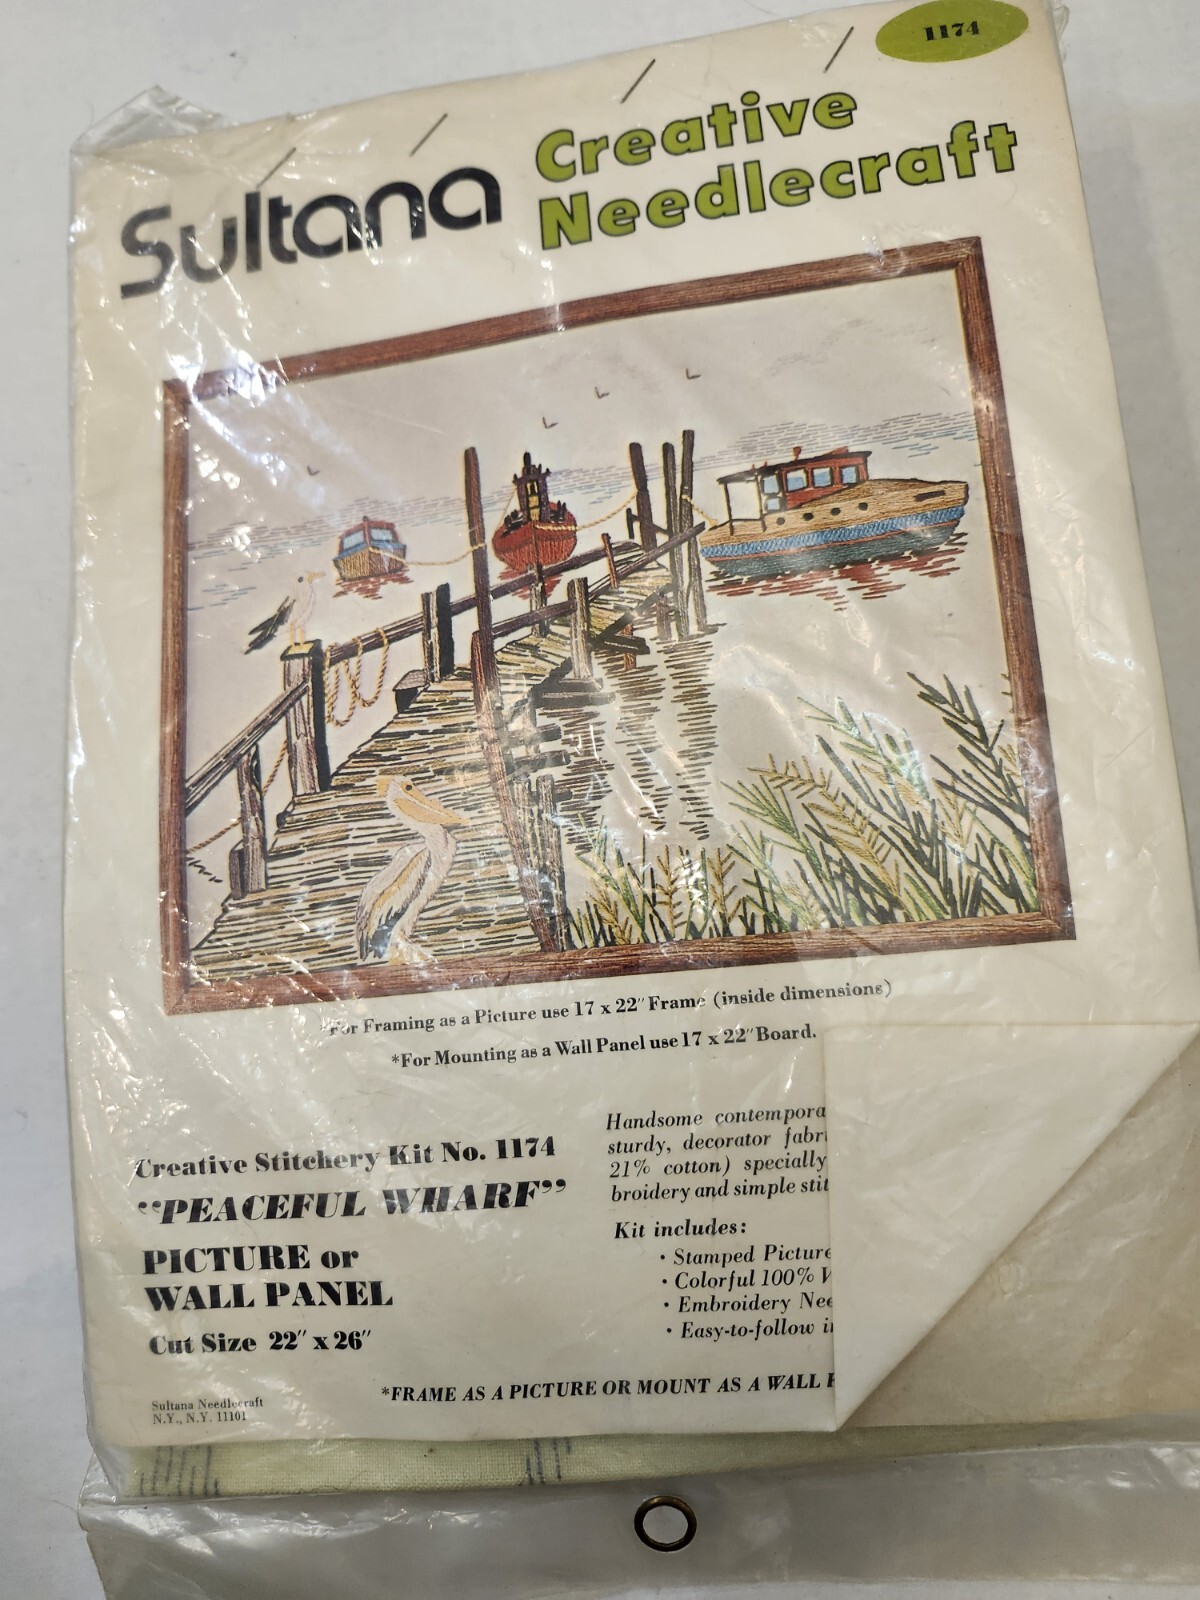 1174
Sultana
Creative
Needlecraft
*For Framing as a Picture use 17 x 22" Frame (inside dimensions)
*For Mounting as a Wall Panel use 17 x 22" Board.
Creative Stitchery Kit No. 1174
"PEACEFUL WHARF"
PICTURE or
WALL PANEL
Cut Size 22" x 26"
Sultana Needlecraft
N.Y., N.Y. 11101
Handsome contempora
sturdy, decorator fabri
21% cotton) specially
broidery and simple stit
Kit includes:
• Stamped Picture
• Colorful 100%
• Embroidery Nee
• Easy-to-follow i
*FRAME AS A PICTURE OR MOUNT AS A WALL